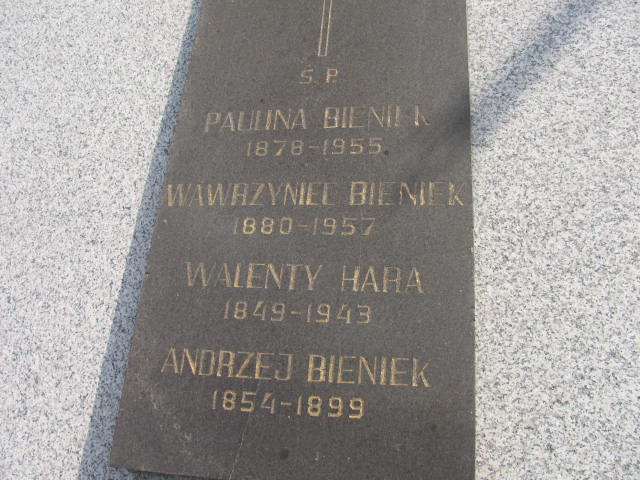 Ś.P.
PAULINA BIENIEK
1878-1955
WAWRZYNIEC BIENIEK
1880-1957
WALENTY HARA
1849-1943
ANDRZEJ BIENIEK
1854-1899